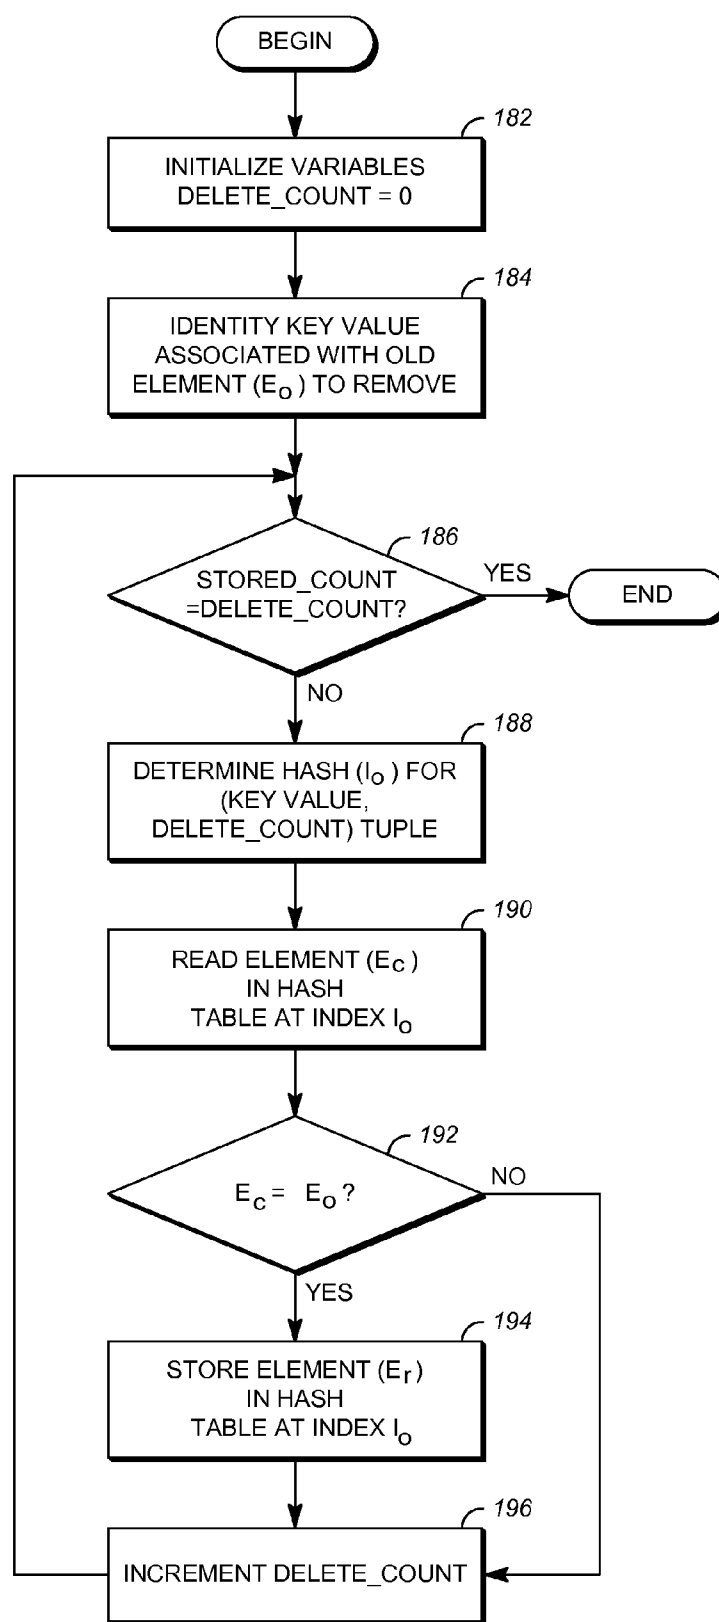 BEGIN
182
INITIALIZE VARIABLES
DELETE_COUNT = 0
184
IDENTITY KEY VALUE
ASSOCIATED WITH OLD
ELEMENT (Eo) TO REMOVE
186
STORED_COUNT
=DELETE_COUNT?
YES
END
NO
188
DETERMINE HASH (Io) FOR
(KEY VALUE,
DELETE_COUNT) TUPLE
190
READ ELEMENT (Ec)
IN HASH
TABLE AT INDEX Io
192
Ec = Eo ?
NO
YES
194
STORE ELEMENT (Er)
IN HASH
TABLE AT INDEX Io
196
INCREMENT DELETE_COUNT